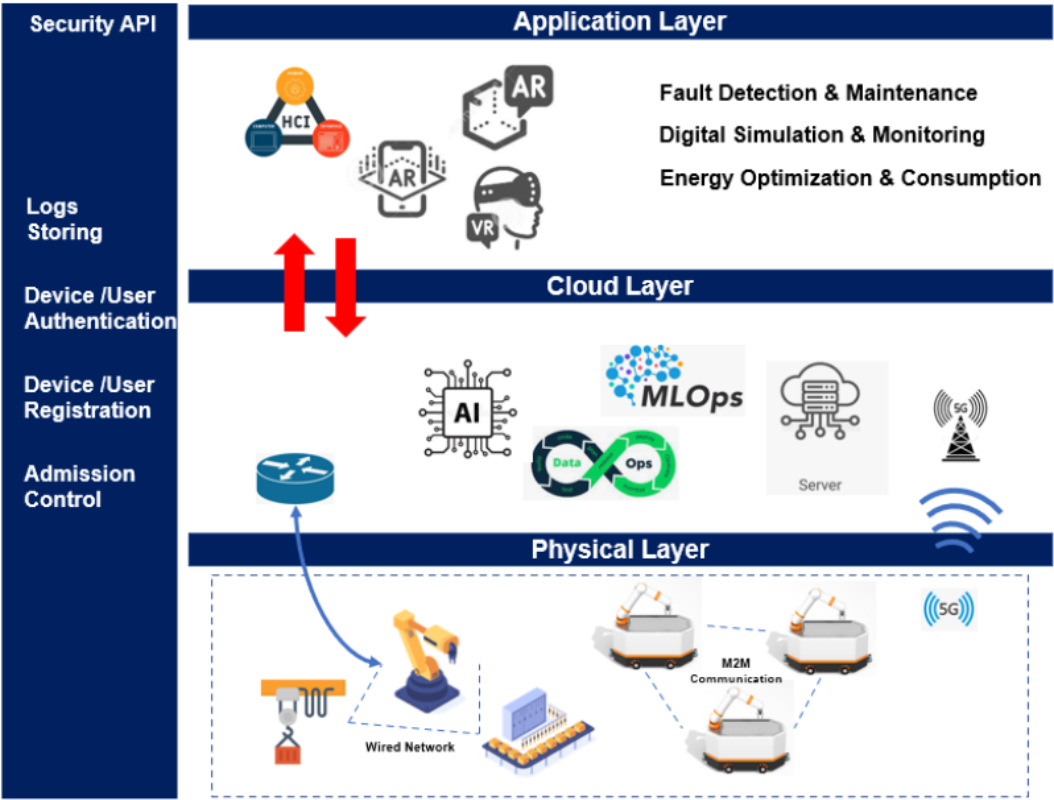 Security API
Logs
Storing
Device /User
Authentication
Device /User
Registration
Admission
Control
Application Layer
HCI
COMPUTER
AR
AR
VR
Fault Detection & Maintenance
Digital Simulation & Monitoring
Energy Optimization & Consumption
Cloud Layer
AI
MLOps
Data
Ops
Server
5G
Physical Layer
5G
M2M
Communication
Wired Network